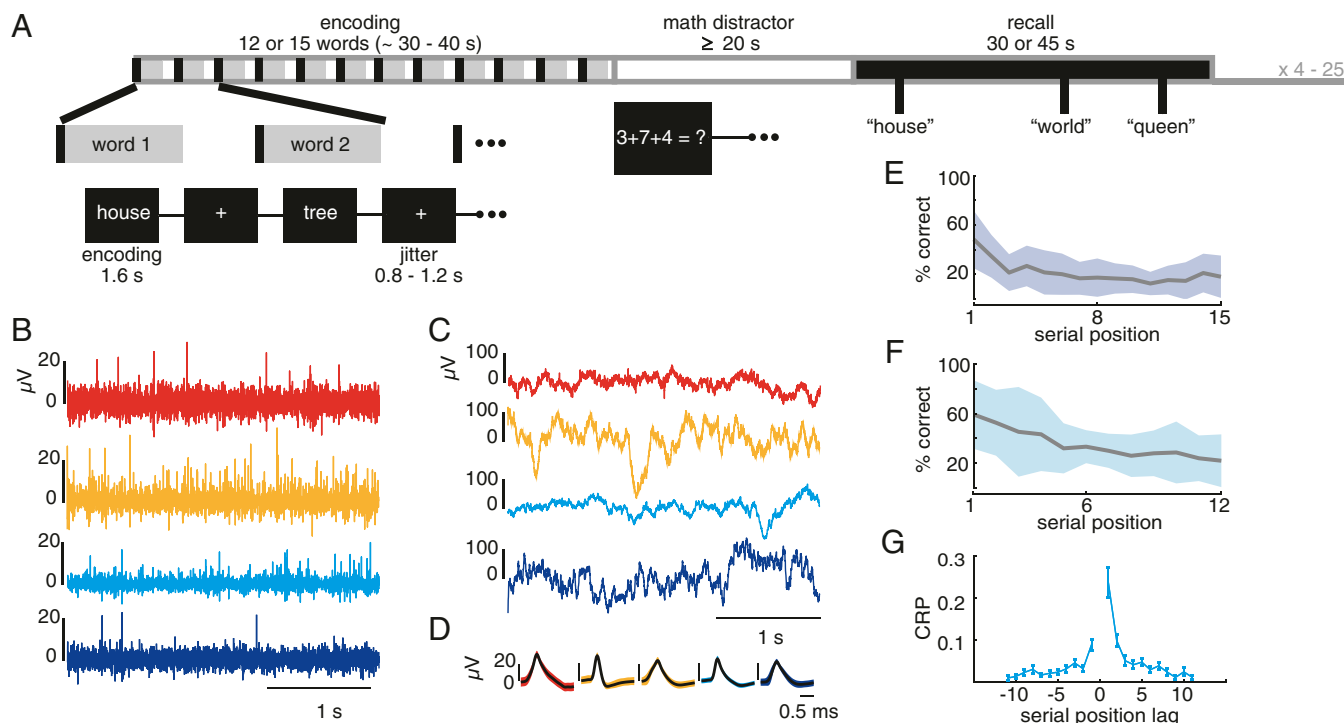 A
encoding
12 or 15 words (~ 30 - 40 s)
math distractor
≥ 20 s
recall
30 or 45 s
x 4 - 25
"house"
"world"
"queen"
word 1
word 2
3+7+4 = ?
house
+
tree
+
encoding
1.6 s
jitter
0.8 - 1.2 s
B
μV
20
0
20
0
20
0
20
0
1 s
C
μV
100
0
100
0
100
0
100
0
1 s
D
μV
20
0
0.5 ms
E
% correct
100
60
20
1
8
15
serial position
F
% correct
100
60
20
1
6
12
serial position
G
CRP
0.3
0.2
0.1
-10
-5
0
5
10
serial position lag